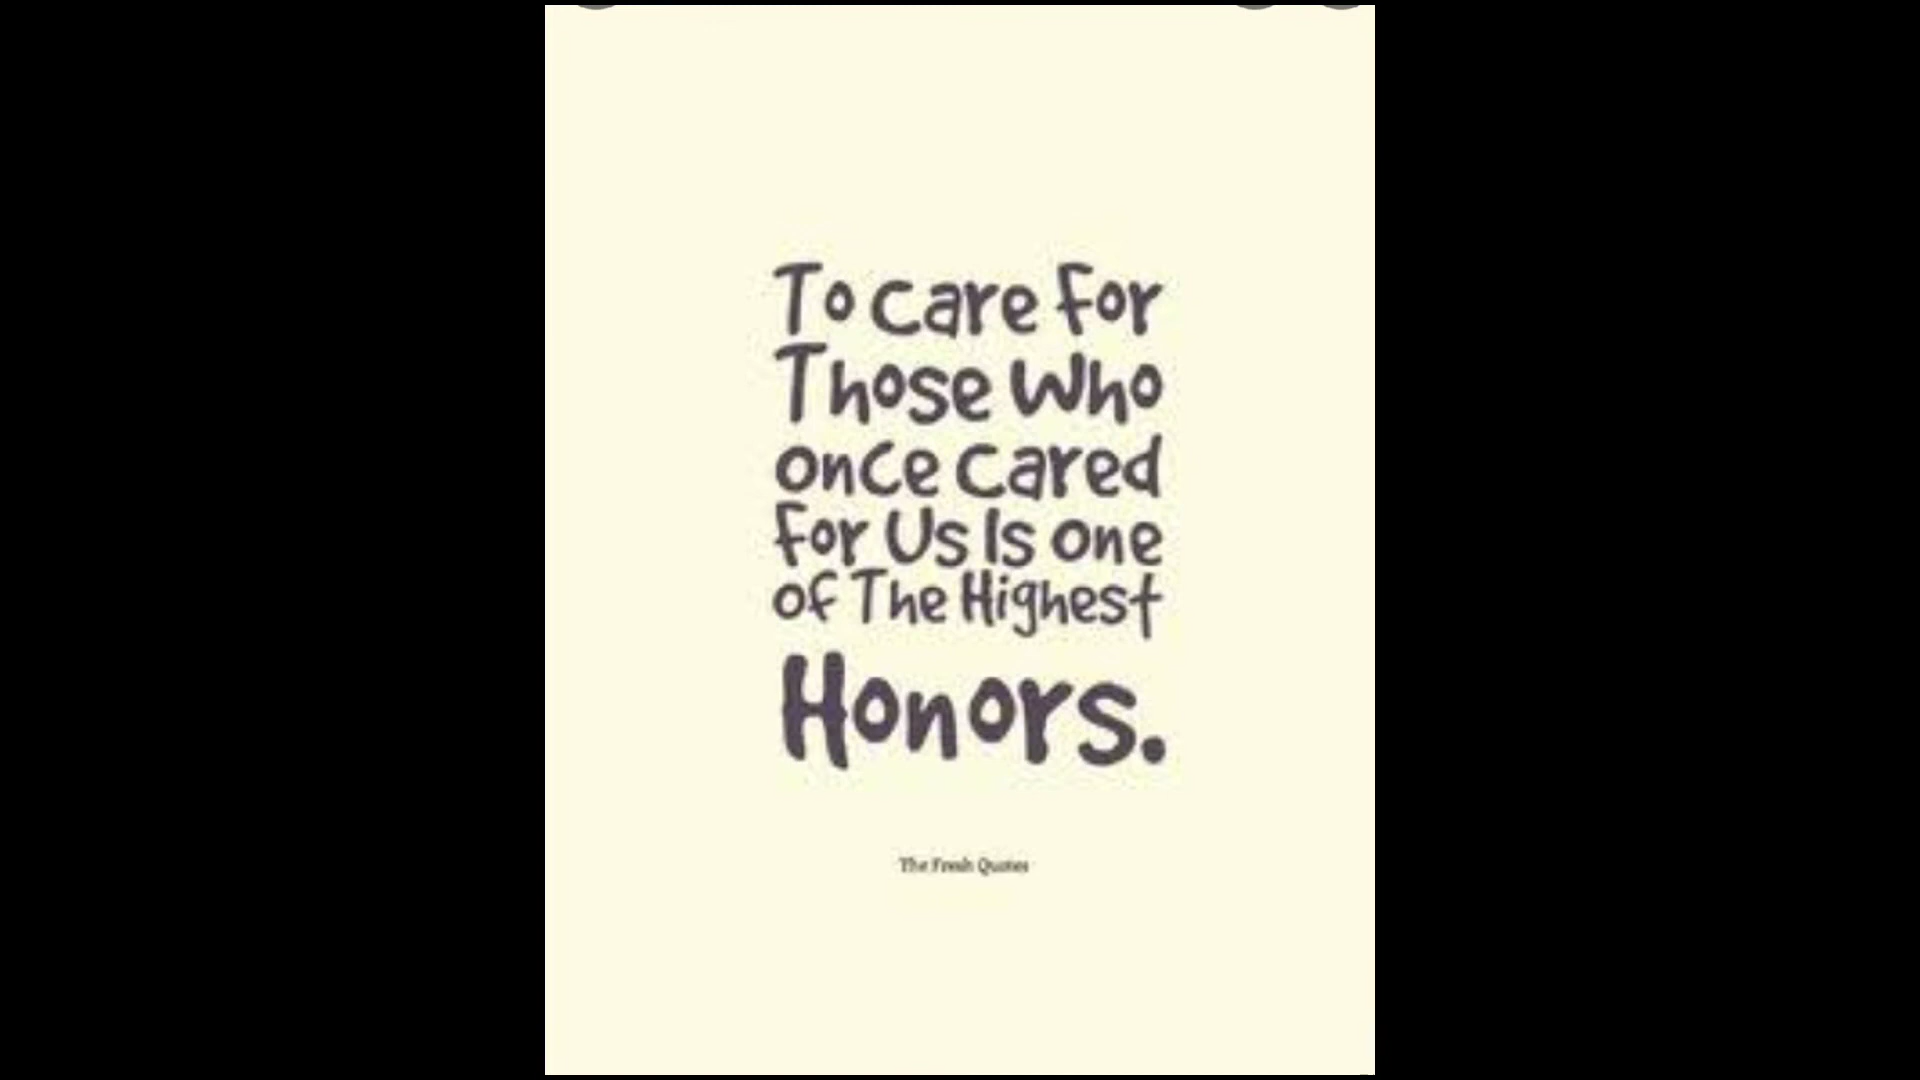 To care For
Those Who
once cared
For Us Is one
of The Highest
Honors.
The Fresh Quotes